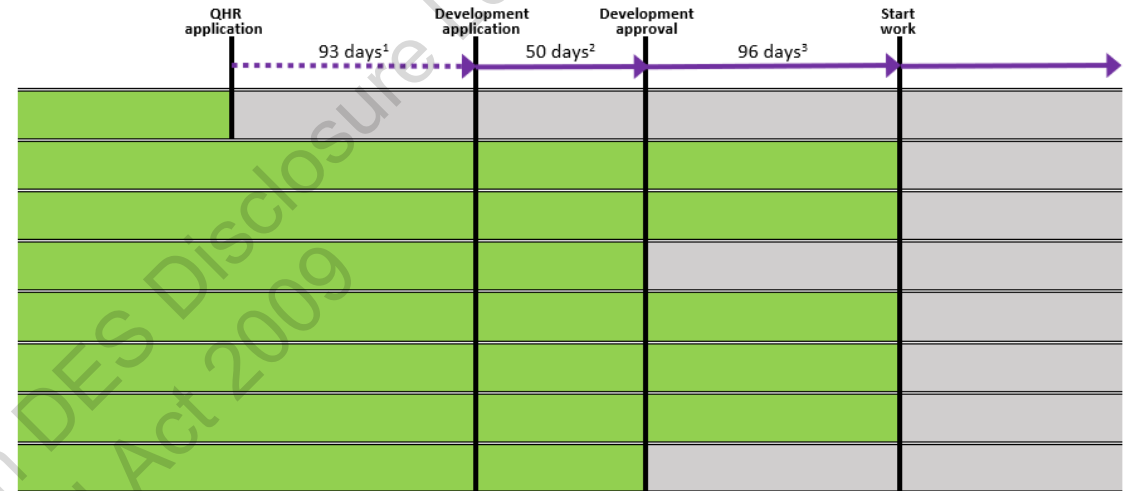 QHR
application
Development
application
Development
approval
Start
work
93 days¹
50 days²
96 days³
DES Disclosure
Act 2009